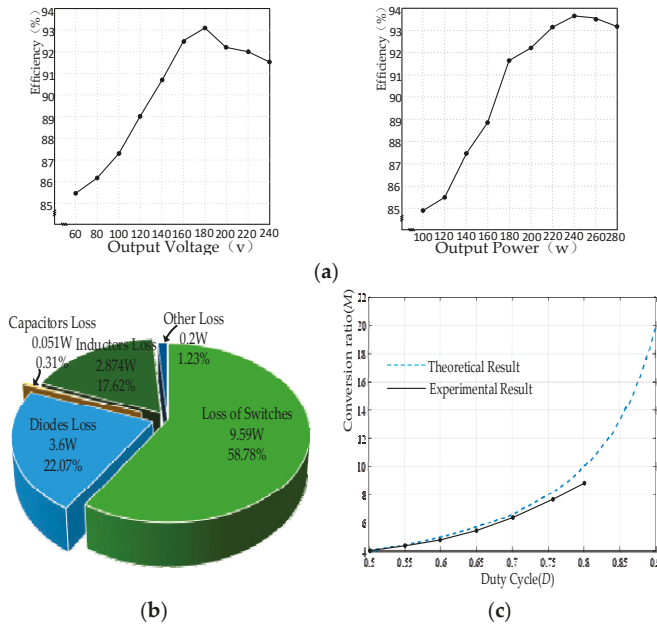 94
93
92
91
90
89
88
87
86
85
Efficiency (%)
60 80 100 120 140 160 180 200 220 240
Output Voltage（v）
94
93
92
91
90
89
88
87
86
85
Efficiency (%)
100 120 140 160 180 200 220 240 260 280
Output Power（w）
(a)
Capacitors Loss
0.051W
0.31%
Inductors Loss
2.874W
17.62%
Other Loss
0.2W
1.23%
Diodes Loss
3.6W
22.07%
Loss of Switches
9.59W
58.78%
(b)
22
20
18
16
14
12
10
8
6
4
Conversion ratio(M)
Theoretical Result
Experimental Result
0.5 0.55 0.6 0.65 0.7 0.75 0.8 0.85 0.9
Duty Cycle(D)
(c)